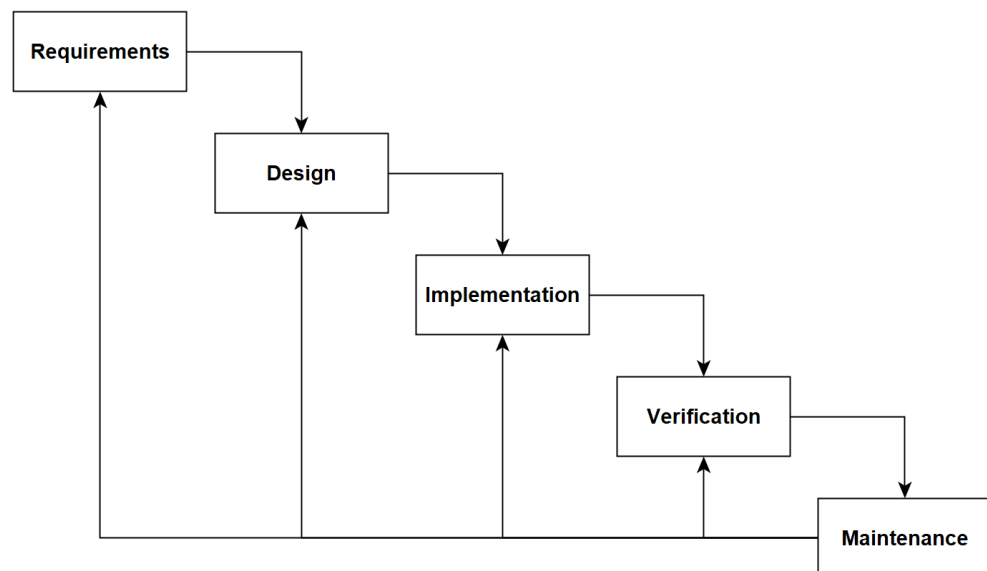 Requirements
Design
Implementation
Verification
Maintenance